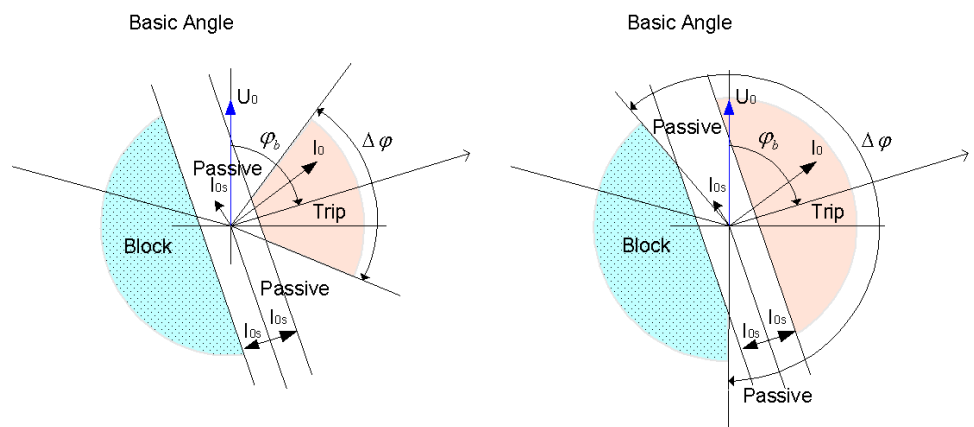 Basic Angle
U0
φb
Δφ
Passive
I0
I0s
Trip
Block
Passive
I0s
I0s
Basic Angle
U0
φb
Δφ
Passive
I0
I0s
Trip
Block
I0s
I0s
Passive